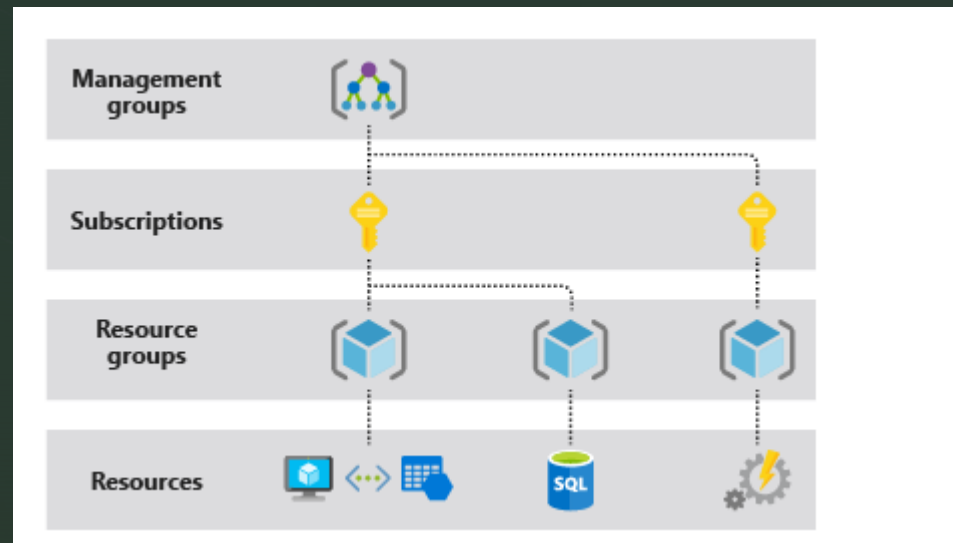 Management
groups
Subscriptions
Resource
groups
Resources
SQL